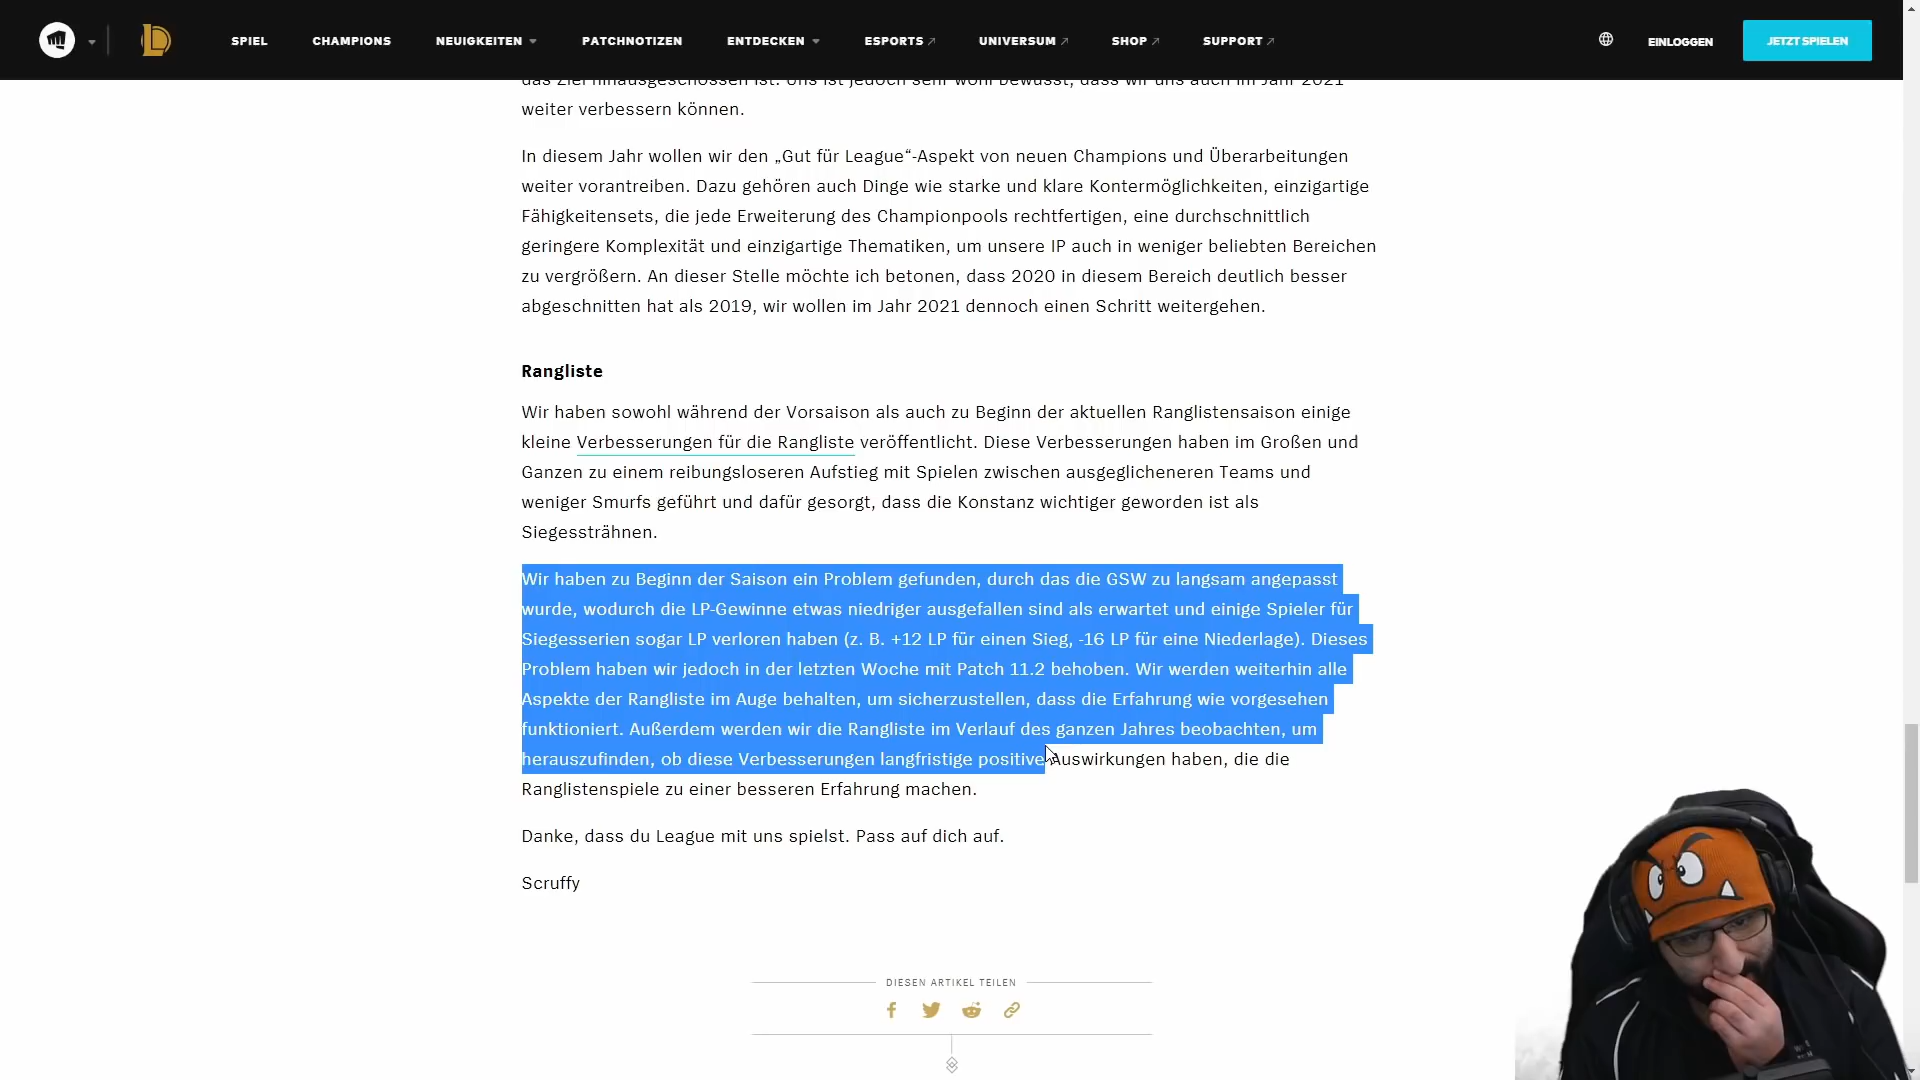 SPIEL
CHAMPIONS
NEUIGKEITEN
PATCHNOTIZEN
ENTDECKEN
ESPORTS
UNIVERSUM
SHOP
SUPPORT
EINLOGGEN
JETZT SPIELEN
das Ziel hinausgeschossen ist. Uns ist jedoch sehr wohl bewusst, dass wir uns auch im Jahr 2021
weiter verbessern können.
In diesem Jahr wollen wir den „Gut für League“-Aspekt von neuen Champions und Überarbeitungen
weiter vorantreiben. Dazu gehören auch Dinge wie starke und klare Kontermöglichkeiten, einzigartige
Fähigkeitensets, die jede Erweiterung des Championpools rechtfertigen, eine durchschnittlich
geringere Komplexität und einzigartige Thematiken, um unsere IP auch in weniger beliebten Bereichen
zu vergrößern. An dieser Stelle möchte ich betonen, dass 2020 in diesem Bereich deutlich besser
abgeschnitten hat als 2019, wir wollen im Jahr 2021 dennoch einen Schritt weitergehen.
Rangliste
Wir haben sowohl während der Vorsaison als auch zu Beginn der aktuellen Ranglistensaison einige
kleine Verbesserungen für die Rangliste veröffentlicht. Diese Verbesserungen haben im Großen und
Ganzen zu einem reibungsloseren Aufstieg mit Spielen zwischen ausgeglicheneren Teams und
weniger Smurfs geführt und dafür gesorgt, dass die Konstanz wichtiger geworden ist als
Siegessträhnen.
Wir haben zu Beginn der Saison ein Problem gefunden, durch das die GSW zu langsam angepasst
wurde, wodurch die LP-Gewinne etwas niedriger ausgefallen sind als erwartet und einige Spieler für
Siegesserien sogar LP verloren haben (z. B. +12 LP für einen Sieg, -16 LP für eine Niederlage). Dieses
Problem haben wir jedoch in der letzten Woche mit Patch 11.2 behoben. Wir werden weiterhin alle
Aspekte der Rangliste im Auge behalten, um sicherzustellen, dass die Erfahrung wie vorgesehen
funktioniert. Außerdem werden wir die Rangliste im Verlauf des ganzen Jahres beobachten, um
herauszufinden, ob diese Verbesserungen langfristige positive Auswirkungen haben, die die
Ranglistenspiele zu einer besseren Erfahrung machen.
Danke, dass du League mit uns spielst. Pass auf dich auf.
Scruffy
DIESEN ARTIKEL TEILEN